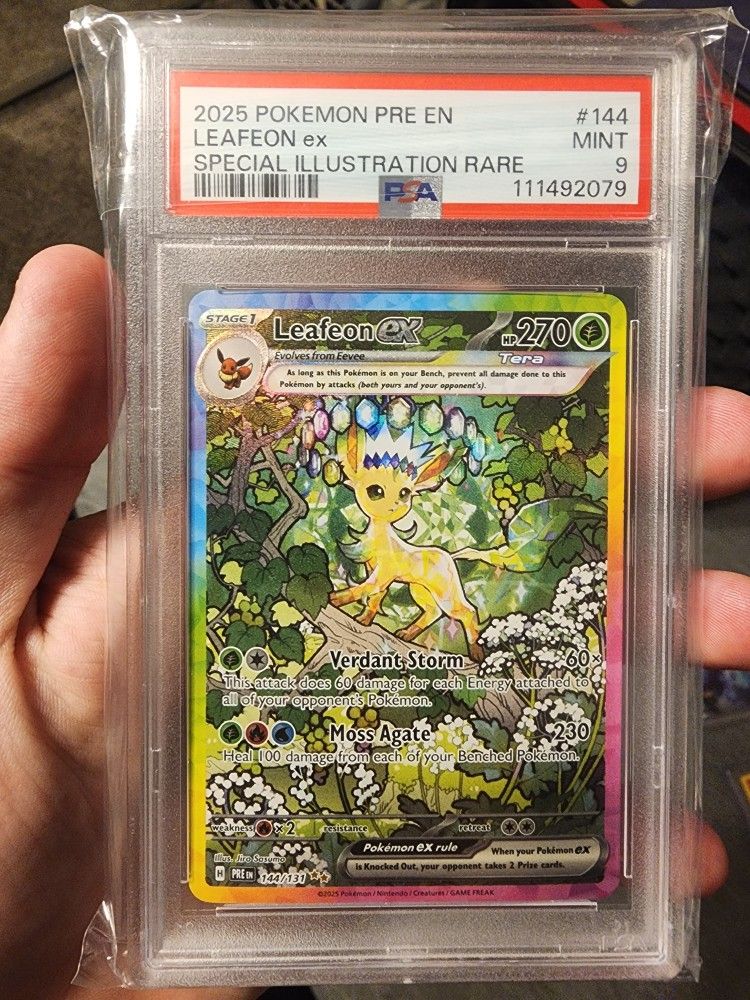 2025 POKEMON PRE EN #144
LEAFEON ex MINT
SPECIAL ILLUSTRATION RARE 9
PSA 111492079
STAGE 1 Leafeon ex HP 270
Evolves from Eevee Tera
As long as this Pokémon is on your Bench, prevent all damage done to this
Pokémon by attacks (both yours and your opponent's).
Verdant Storm 60×
This attack does 60 damage for each Energy attached to
all of your opponent's Pokémon.
Moss Agate 230
Heal 100 damage from each of your Benched Pokémon.
weakness ×2 resistance retreat
Pokémon ex rule When your Pokémon ex
is Knocked Out, your opponent takes 2 Prize cards.
Illus. Jiro Sasumo
H PRE EN 144/131
©2025 Pokémon / Nintendo / Creatures / GAME FREAK